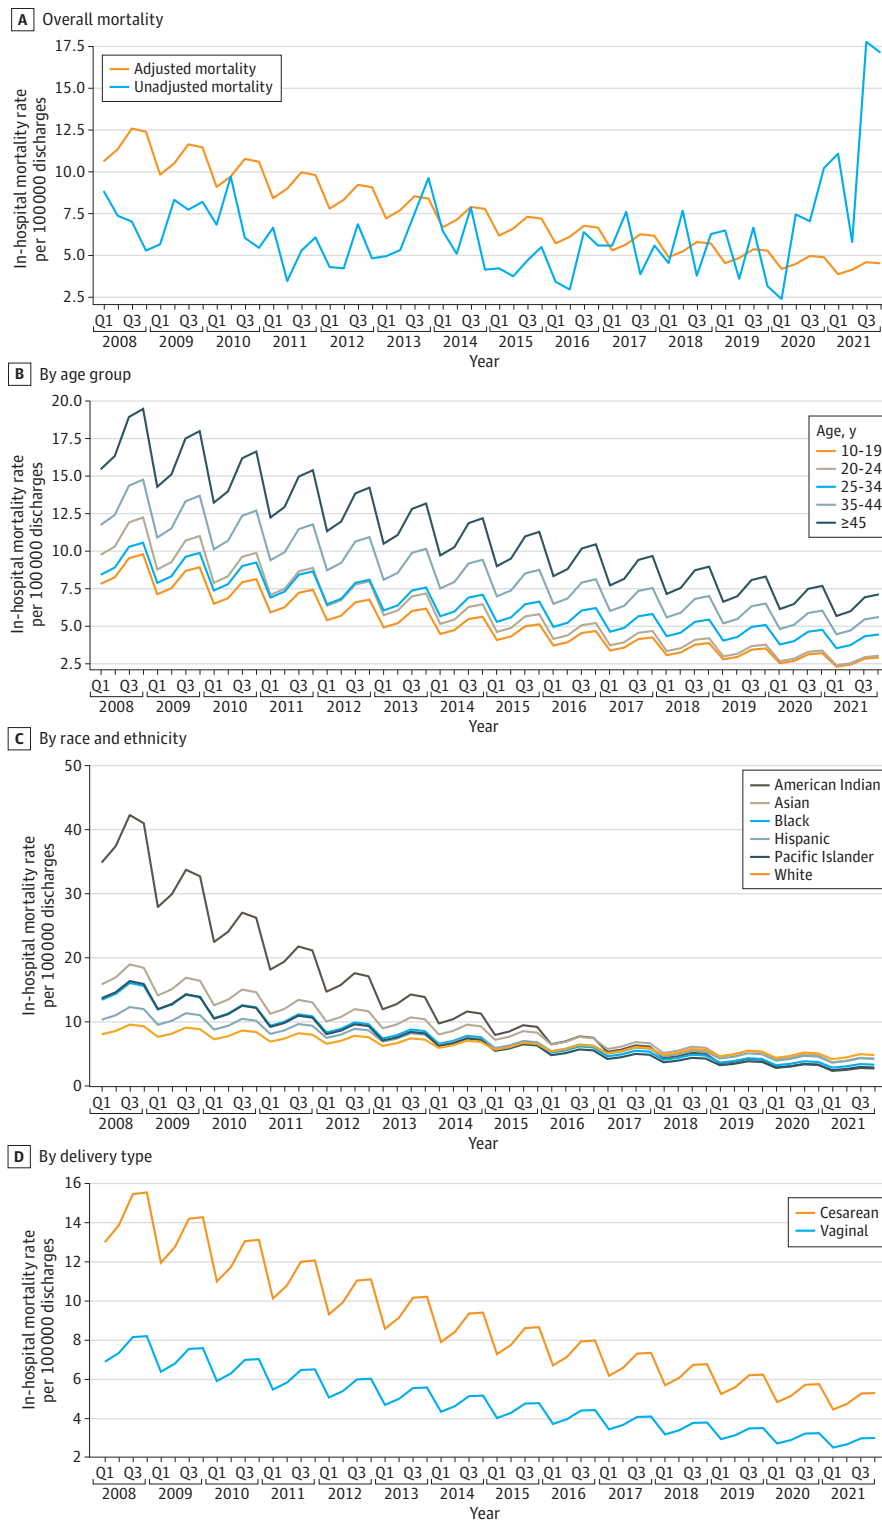 A Overall mortality
In-hospital mortality rate
per 100 000 discharges
17.5
15.0
12.5
10.0
7.5
5.0
2.5
Adjusted mortality
Unadjusted mortality
Q1 Q3 Q1 Q3 Q1 Q3 Q1 Q3 Q1 Q3 Q1 Q3 Q1 Q3 Q1 Q3 Q1 Q3 Q1 Q3 Q1 Q3 Q1 Q3 Q1 Q3 Q1 Q3
2008 2009 2010 2011 2012 2013 2014 2015 2016 2017 2018 2019 2020 2021
Year
B By age group
In-hospital mortality rate
per 100 000 discharges
20.0
17.5
15.0
12.5
10.0
7.5
5.0
2.5
Age, y
10-19
20-24
25-34
35-44
≥45
Q1 Q3 Q1 Q3 Q1 Q3 Q1 Q3 Q1 Q3 Q1 Q3 Q1 Q3 Q1 Q3 Q1 Q3 Q1 Q3 Q1 Q3 Q1 Q3 Q1 Q3 Q1 Q3
2008 2009 2010 2011 2012 2013 2014 2015 2016 2017 2018 2019 2020 2021
Year
C By race and ethnicity
In-hospital mortality rate
per 100 000 discharges
50
40
30
20
10
0
American Indian
Asian
Black
Hispanic
Pacific Islander
White
Q1 Q3 Q1 Q3 Q1 Q3 Q1 Q3 Q1 Q3 Q1 Q3 Q1 Q3 Q1 Q3 Q1 Q3 Q1 Q3 Q1 Q3 Q1 Q3 Q1 Q3 Q1 Q3
2008 2009 2010 2011 2012 2013 2014 2015 2016 2017 2018 2019 2020 2021
Year
D By delivery type
In-hospital mortality rate
per 100 000 discharges
16
14
12
10
8
6
4
2
Cesarean
Vaginal
Q1 Q3 Q1 Q3 Q1 Q3 Q1 Q3 Q1 Q3 Q1 Q3 Q1 Q3 Q1 Q3 Q1 Q3 Q1 Q3 Q1 Q3 Q1 Q3 Q1 Q3 Q1 Q3
2008 2009 2010 2011 2012 2013 2014 2015 2016 2017 2018 2019 2020 2021
Year